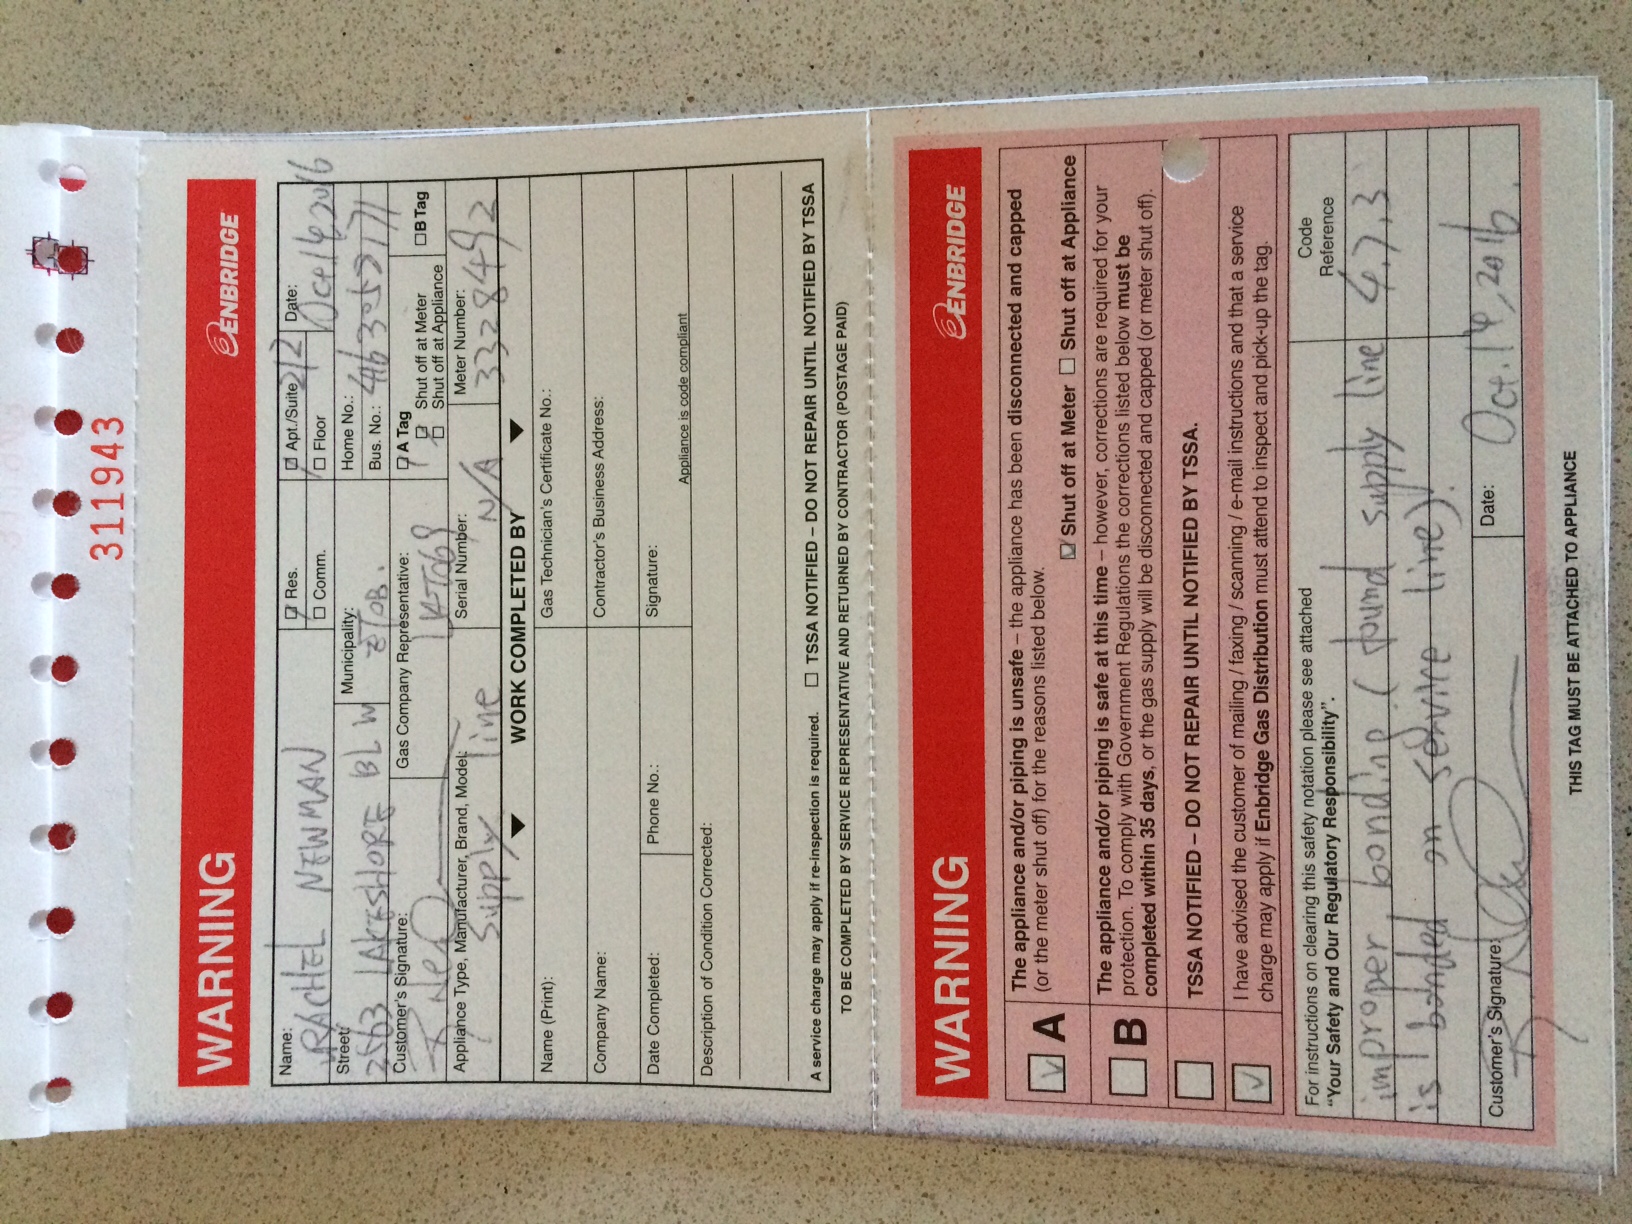 3111943
WARNING ENBRIDGE
Name: RACHEL NEWMAN Res. Comm. Apt./Suite 212 Floor Date: Oct 16 2016
Street: LAKESHORE BL W Municipality: ETOB. Home No.:
Bus. No.: 416
Customer's Signature: Gas Company Representative: A Tag Shut off at Meter Shut off at Appliance B Tag
Appliance Type, Manufacturer, Brand, Model: Supply line Serial Number: N/A Meter Number: 3328492
WORK COMPLETED BY
Name (Print): Gas Technician's Certificate No.:
Company Name: Contractor's Business Address:
Date Completed: Phone No.: Signature:
Description of Condition Corrected: Appliance is code compliant
A service charge may apply if re-inspection is required. TSSA NOTIFIED – DO NOT REPAIR UNTIL NOTIFIED BY TSSA
TO BE COMPLETED BY SERVICE REPRESENTATIVE AND RETURNED BY CONTRACTOR (POSTAGE PAID)
WARNING ENBRIDGE
A The appliance and/or piping is unsafe – the appliance has been disconnected and capped
(or the meter shut off) for the reasons listed below.
Shut off at Meter Shut off at Appliance
B The appliance and/or piping is safe at this time – however, corrections are required for your
protection. To comply with Government Regulations the corrections listed below must be
completed within 35 days, or the gas supply will be disconnected and capped (or meter shut off).
TSSA NOTIFIED – DO NOT REPAIR UNTIL NOTIFIED BY TSSA.
I have advised the customer of mailing / faxing / scanning / e-mail instructions and that a service
charge may apply if Enbridge Gas Distribution must attend to inspect and pick-up the tag.
For instructions on clearing this safety notation please see attached
"Your Safety and Our Regulatory Responsibility".
Code
Reference
improper bonding (found supply line 4.7.3
is bonded on service line).
Customer's Signature: Date: Oct. 16, 2016.
THIS TAG MUST BE ATTACHED TO APPLIANCE